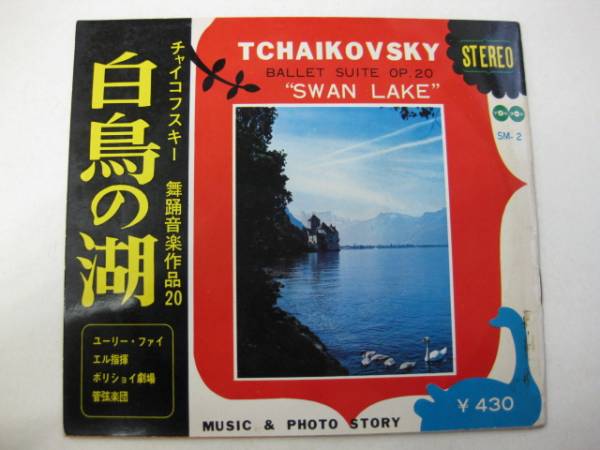 チャイコフスキー 舞踊音楽作品20
白鳥の湖
ユーリー・ファイ
エル指揮
ボリショイ劇場
管弦楽団
TCHAIKOVSKY
BALLET SUITE OP.20
"SWAN LAKE"
STEREO
SM-2
¥430
MUSIC & PHOTO STORY